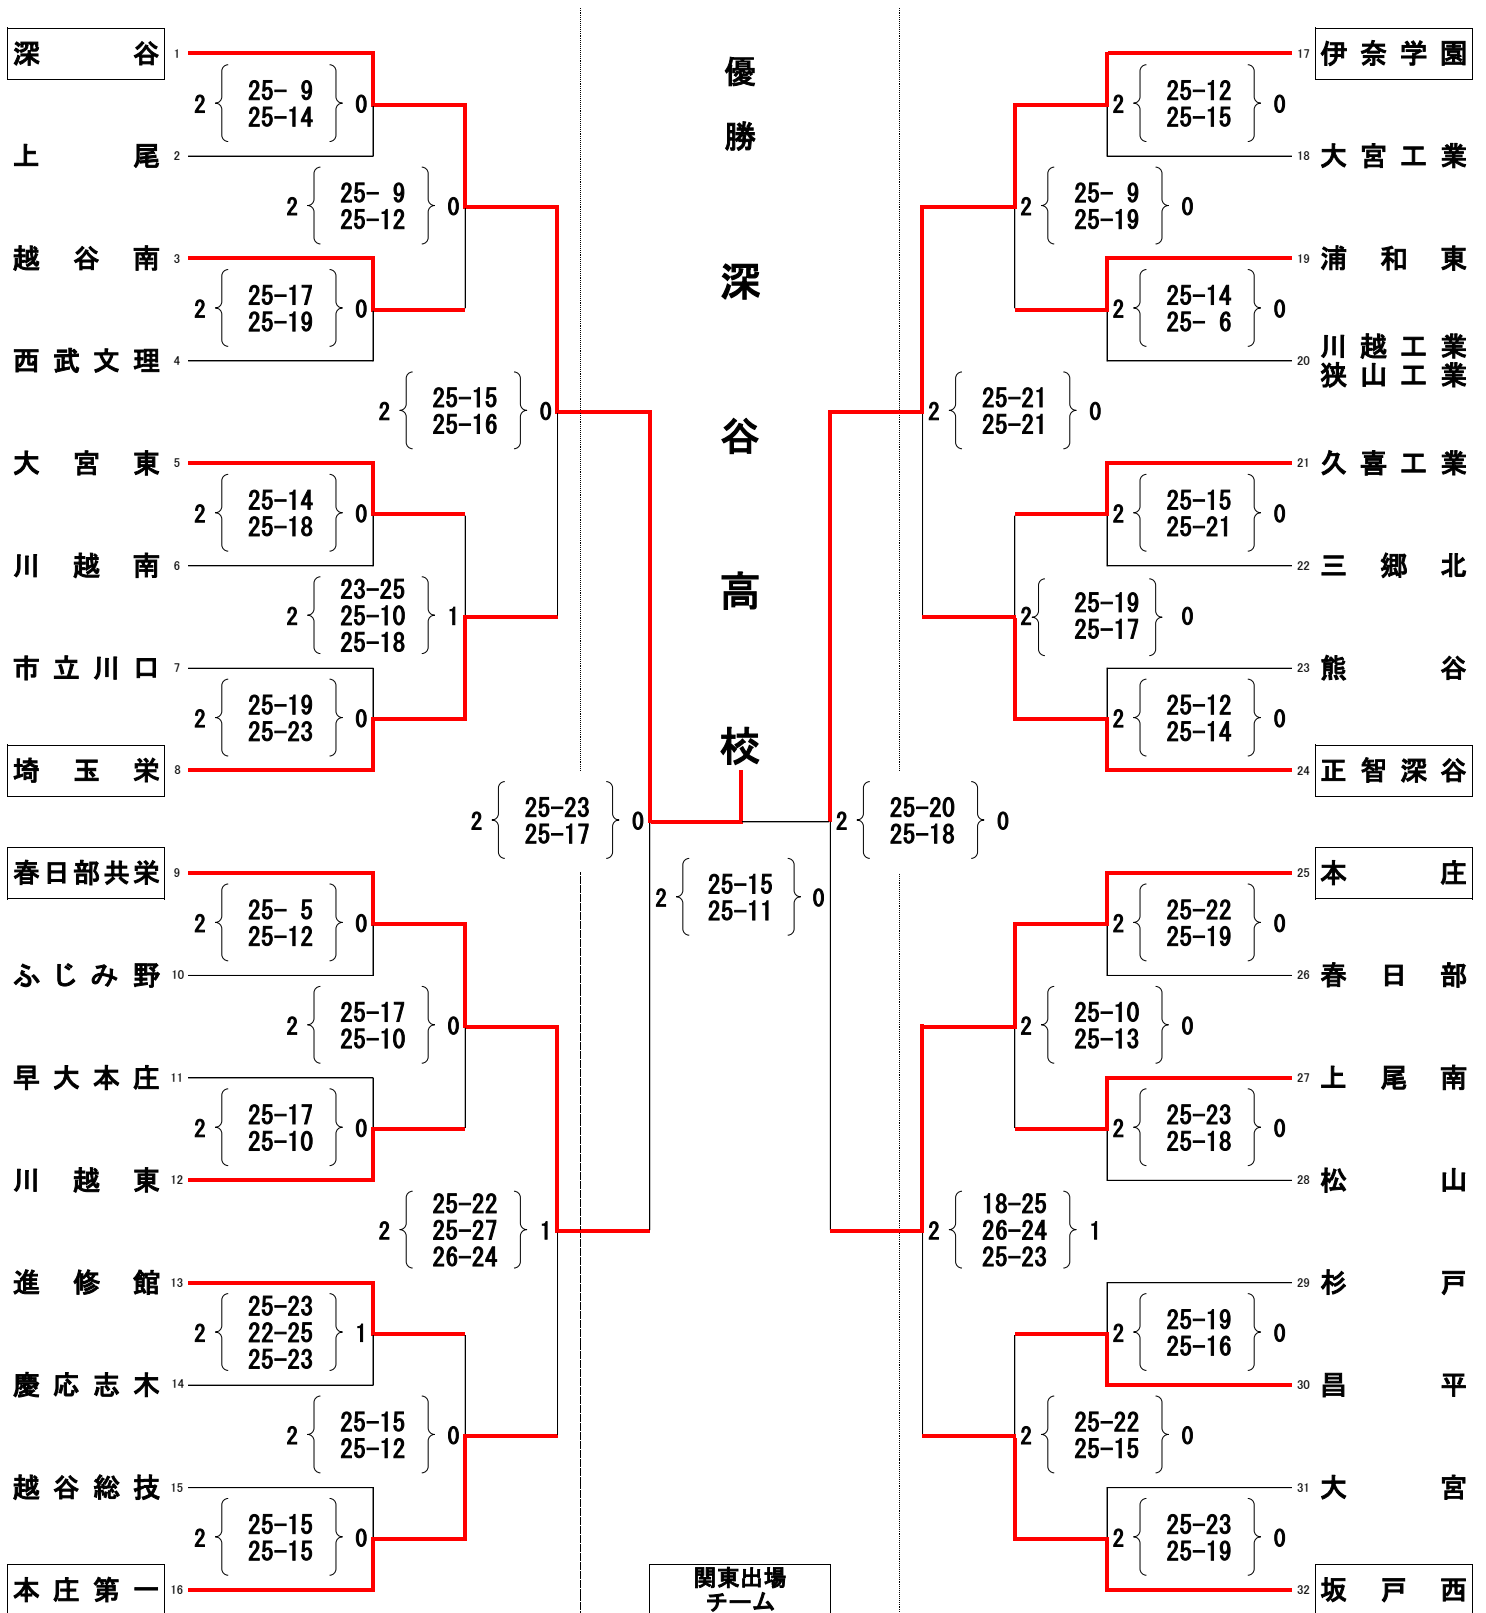 深谷 1
2 25- 9 0
25-14
上尾 2
2 25- 9 0
25-12
越谷南 3
2 25-17 0
25-19
西武文理 4
2 25-15 0
25-16
大宮東 5
2 25-14 0
25-18
川越南 6
2 23-25 1
25-10
25-18
市立川口 7
2 25-19 0
25-23
埼玉栄 8
2 25-23 0
25-17
春日部共栄 9
2 25- 5 0
25-12
ふじみ野 10
2 25-17 0
25-10
早大本庄 11
2 25-17 0
25-10
川越東 12
2 25-22 1
25-27
26-24
進修館 13
2 25-23 1
22-25
25-23
慶応志木 14
2 25-15 0
25-12
越谷総技 15
2 25-15 0
25-15
本庄第一 16
優勝
深谷高校
2 25-15 0
25-11
関東出場
チーム
17 伊奈学園
2 25-12 0
25-15
18 大宮工業
2 25- 9 0
25-19
19 浦和東
2 25-14 0
25- 6
20 川越工業
狭山工業
2 25-21 0
25-21
21 久喜工業
2 25-15 0
25-21
22 三郷北
2 25-19 0
25-17
23 熊谷
2 25-12 0
25-14
24 正智深谷
2 25-20 0
25-18
25 本庄
2 25-22 0
25-19
26 春日部
2 25-10 0
25-13
27 上尾南
2 25-23 0
25-18
28 松山
2 18-25 1
26-24
25-23
29 杉戸
2 25-19 0
25-16
30 昌平
2 25-22 0
25-15
31 大宮
2 25-23 0
25-19
32 坂戸西